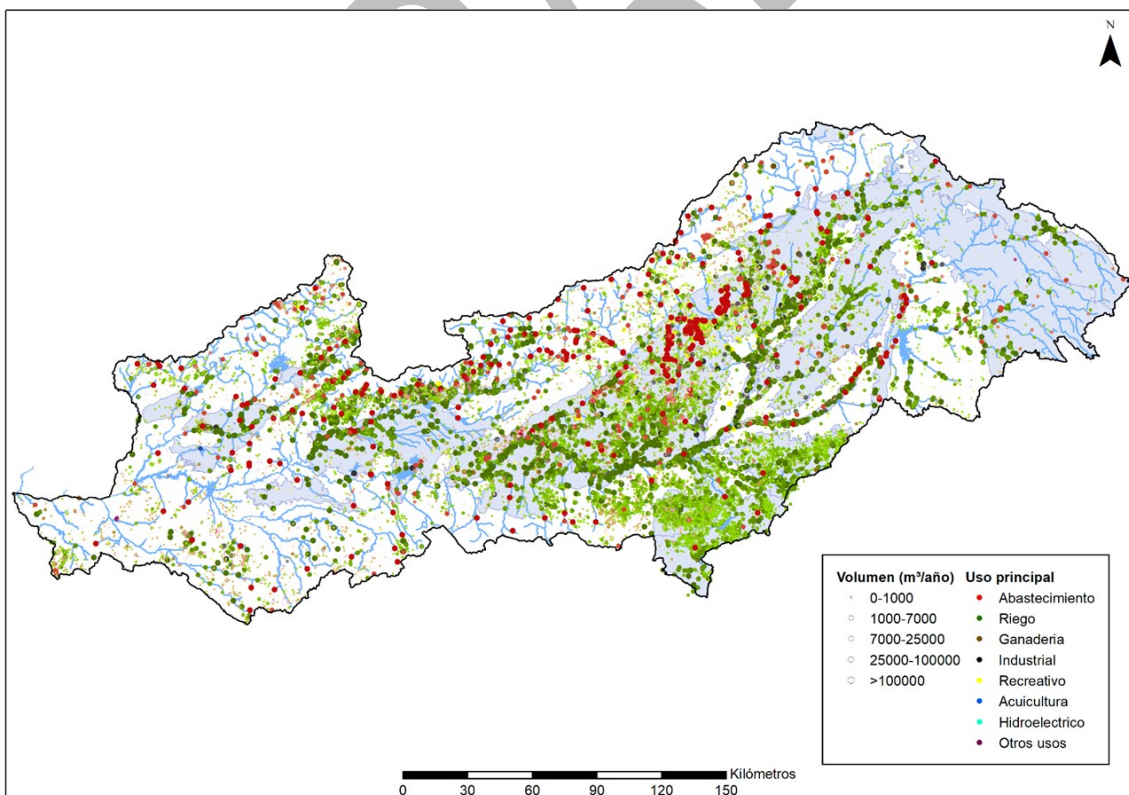 N
Volumen (m³/año) Uso principal
0-1000 Abastecimiento
1000-7000 Riego
7000-25000 Ganaderia
25000-100000 Industrial
>100000 Recreativo
Acuicultura
Hidroelectrico
Otros usos
Kilómetros
0 30 60 90 120 150